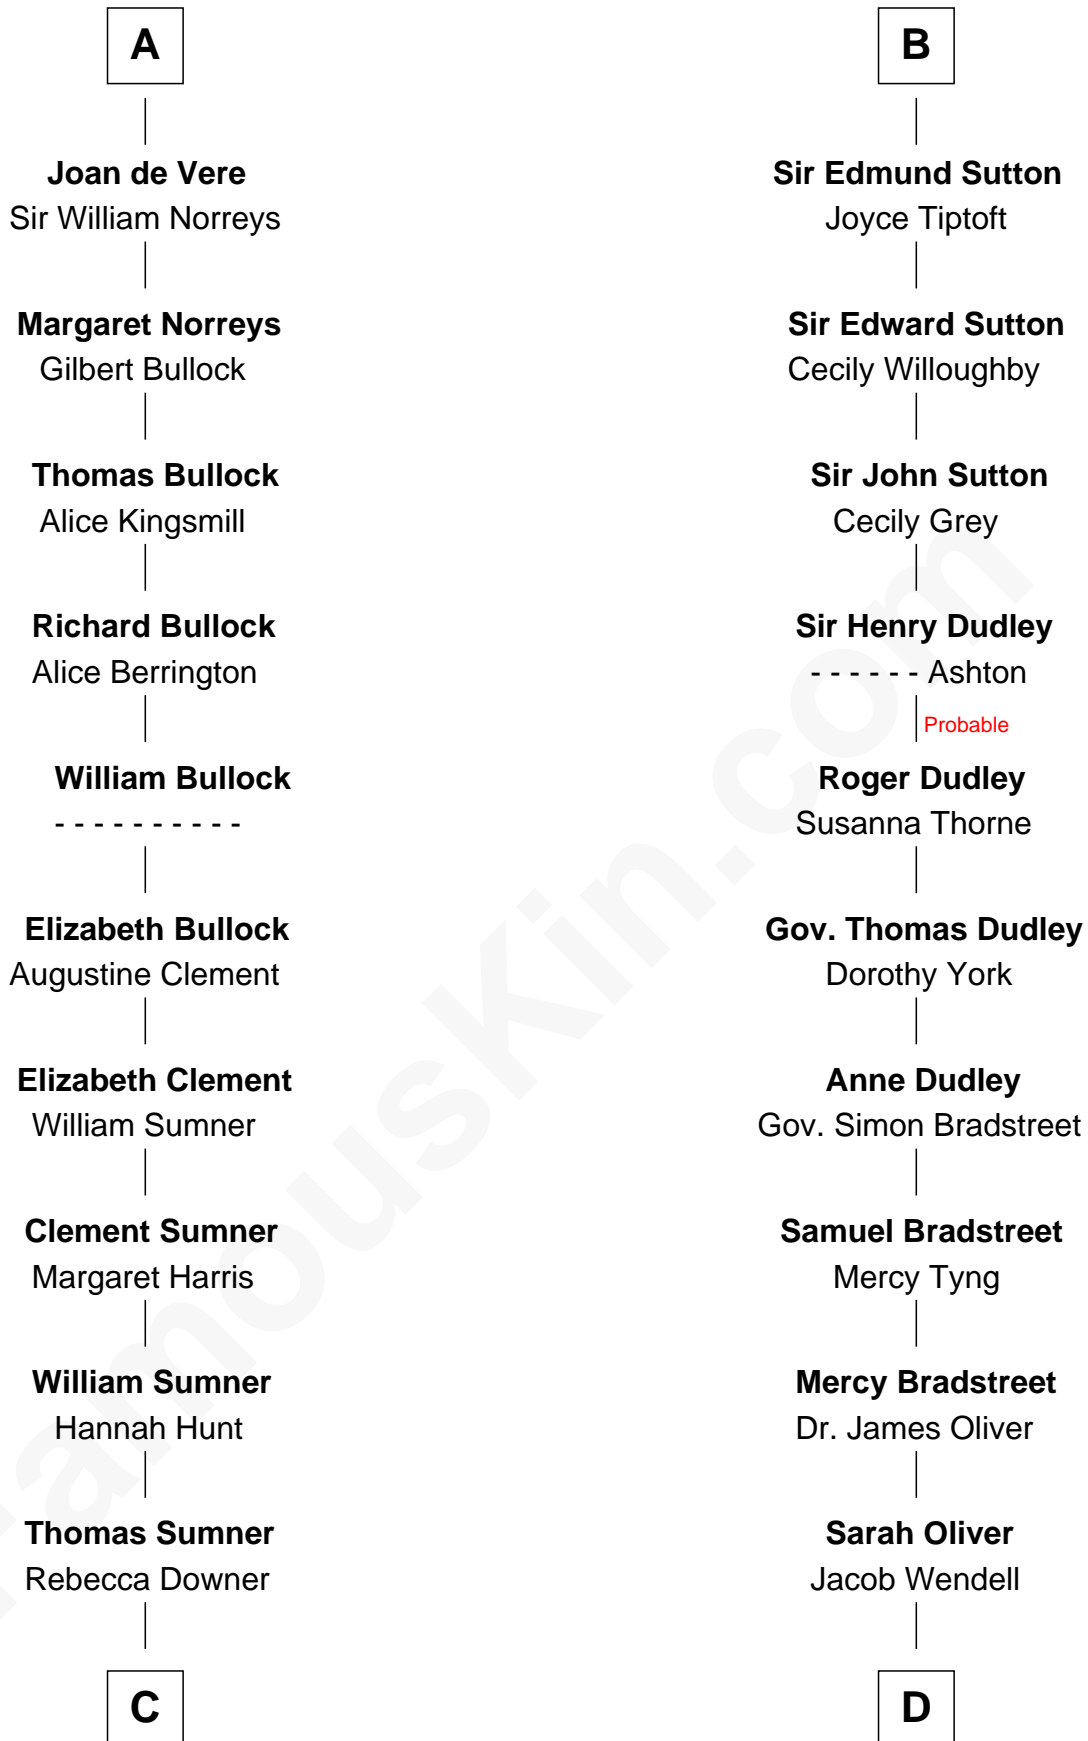 A
Joan de Vere
Sir William Norreys
Margaret Norreys
Gilbert Bullock
Thomas Bullock
Alice Kingsmill
Richard Bullock
Alice Berrington
William Bullock
- - - - - - - - - -
Elizabeth Bullock
Augustine Clement
Elizabeth Clement
William Sumner
Clement Sumner
Margaret Harris
William Sumner
Hannah Hunt
Thomas Sumner
Rebecca Downer
C
B
Sir Edmund Sutton
Joyce Tiptoft
Sir Edward Sutton
Cecily Willoughby
Sir John Sutton
Cecily Grey
Sir Henry Dudley
- - - - - - Ashton
Probable
Roger Dudley
Susanna Thorne
Gov. Thomas Dudley
Dorothy York
Anne Dudley
Gov. Simon Bradstreet
Samuel Bradstreet
Mercy Tyng
Mercy Bradstreet
Dr. James Oliver
Sarah Oliver
Jacob Wendell
D
FamousKin.com